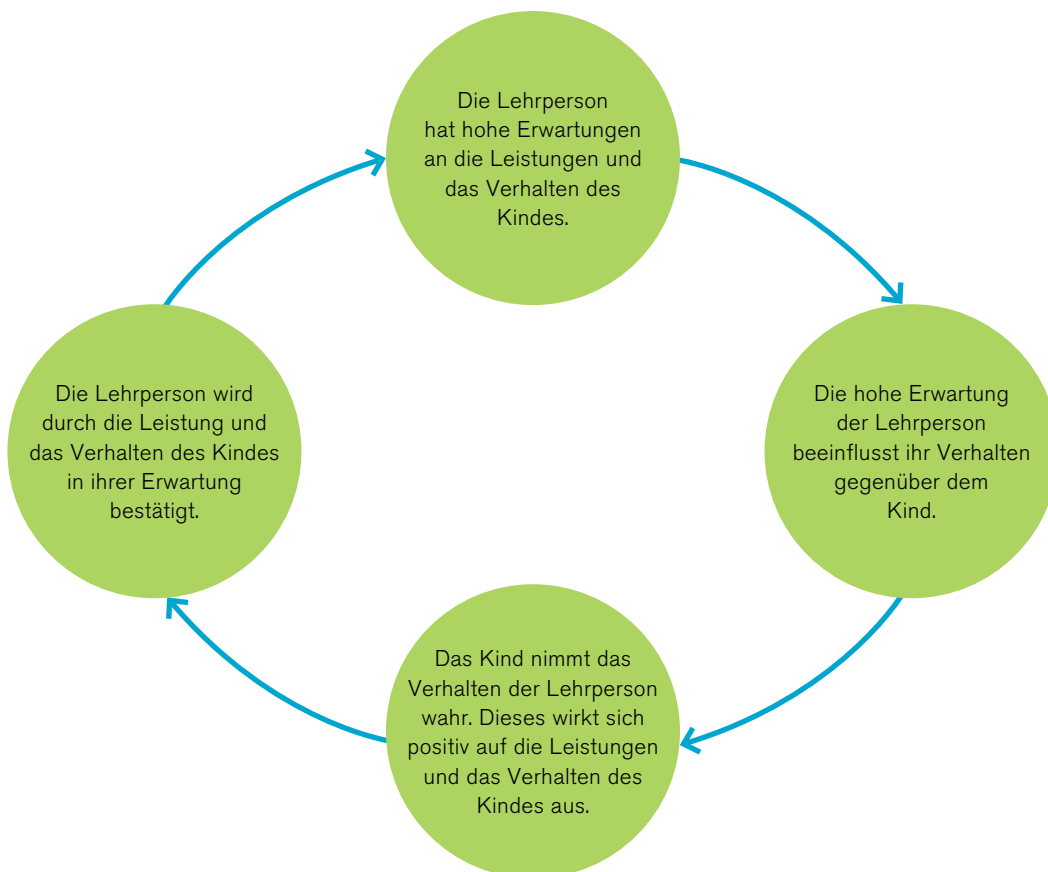 Die Lehrperson
hat hohe Erwartungen
an die Leistungen und
das Verhalten des
Kindes.
Die hohe Erwartung
der Lehrperson
beeinflusst ihr Verhalten
gegenüber dem
Kind.
Das Kind nimmt das
Verhalten der Lehrperson
wahr. Dieses wirkt sich
positiv auf die Leistungen
und das Verhalten des
Kindes aus.
Die Lehrperson wird
durch die Leistung und
das Verhalten des Kindes
in ihrer Erwartung
bestätigt.